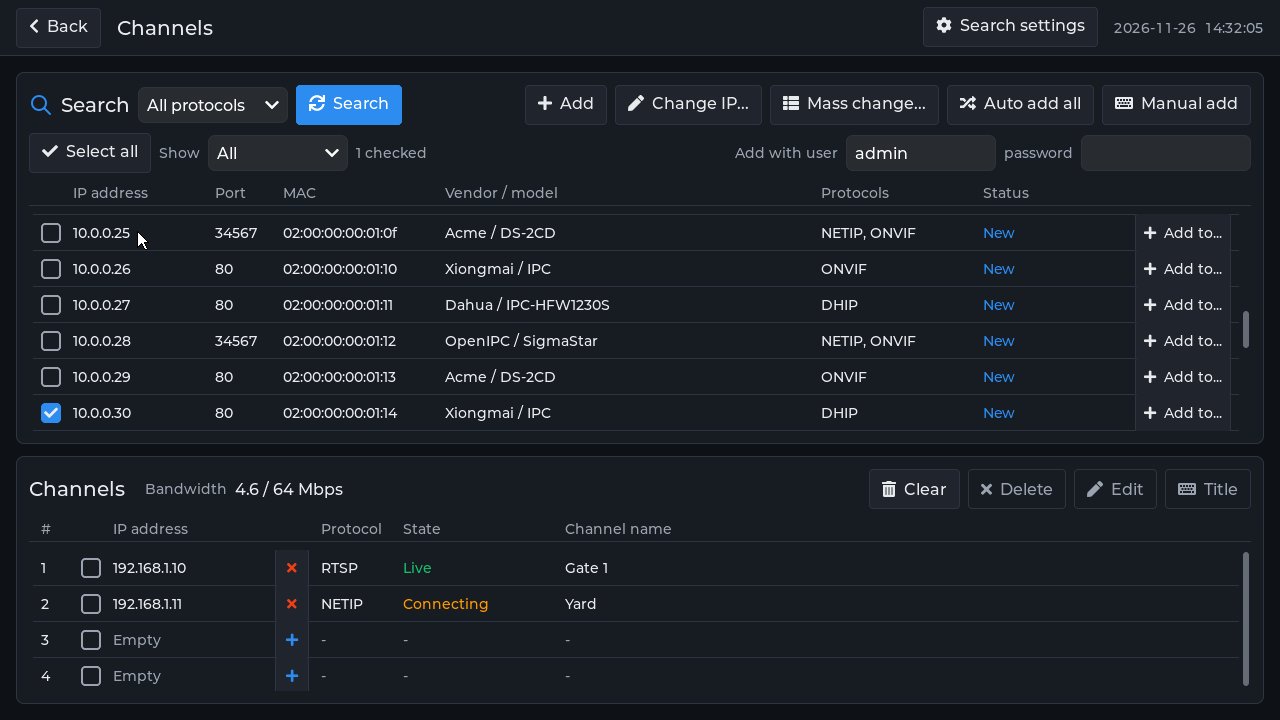 Back Channels Search settings 2026-11-26 14:32:05
Search All protocols Search Add Change IP... Mass change... Auto add all Manual add
Select all Show All 1 checked Add with user admin password
IP address Port MAC Vendor / model Protocols Status
10.0.0.25 34567 02:00:00:00:01:0f Acme / DS-2CD NETIP, ONVIF New Add to...
10.0.0.26 80 02:00:00:00:01:10 Xiongmai / IPC ONVIF New Add to...
10.0.0.27 80 02:00:00:00:01:11 Dahua / IPC-HFW1230S DHIP New Add to...
10.0.0.28 34567 02:00:00:00:01:12 OpenIPC / SigmaStar NETIP, ONVIF New Add to...
10.0.0.29 80 02:00:00:00:01:13 Acme / DS-2CD ONVIF New Add to...
10.0.0.30 80 02:00:00:00:01:14 Xiongmai / IPC DHIP New Add to...
Channels Bandwidth 4.6 / 64 Mbps Clear Delete Edit Title
# IP address Protocol State Channel name
1 192.168.1.10 RTSP Live Gate 1
2 192.168.1.11 NETIP Connecting Yard
3 Empty - - -
4 Empty - - -